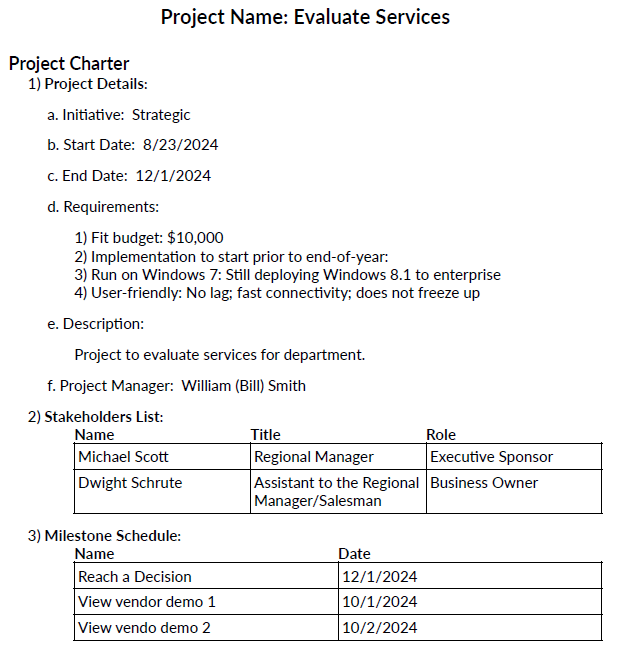 Project Name: Evaluate Services
Project Charter
1) Project Details:
a. Initiative: Strategic
b. Start Date: 8/23/2024
c. End Date: 12/1/2024
d. Requirements:
1) Fit budget: $10,000
2) Implementation to start prior to end-of-year:
3) Run on Windows 7: Still deploying Windows 8.1 to enterprise
4) User-friendly: No lag; fast connectivity; does not freeze up
e. Description:
Project to evaluate services for department.
f. Project Manager: William (Bill) Smith
2) Stakeholders List:
Name Title Role
Michael Scott Regional Manager Executive Sponsor
Dwight Schrute Assistant to the Regional Business Owner
Manager/Salesman
3) Milestone Schedule:
Name Date
Reach a Decision 12/1/2024
View vendor demo 1 10/1/2024
View vendo demo 2 10/2/2024